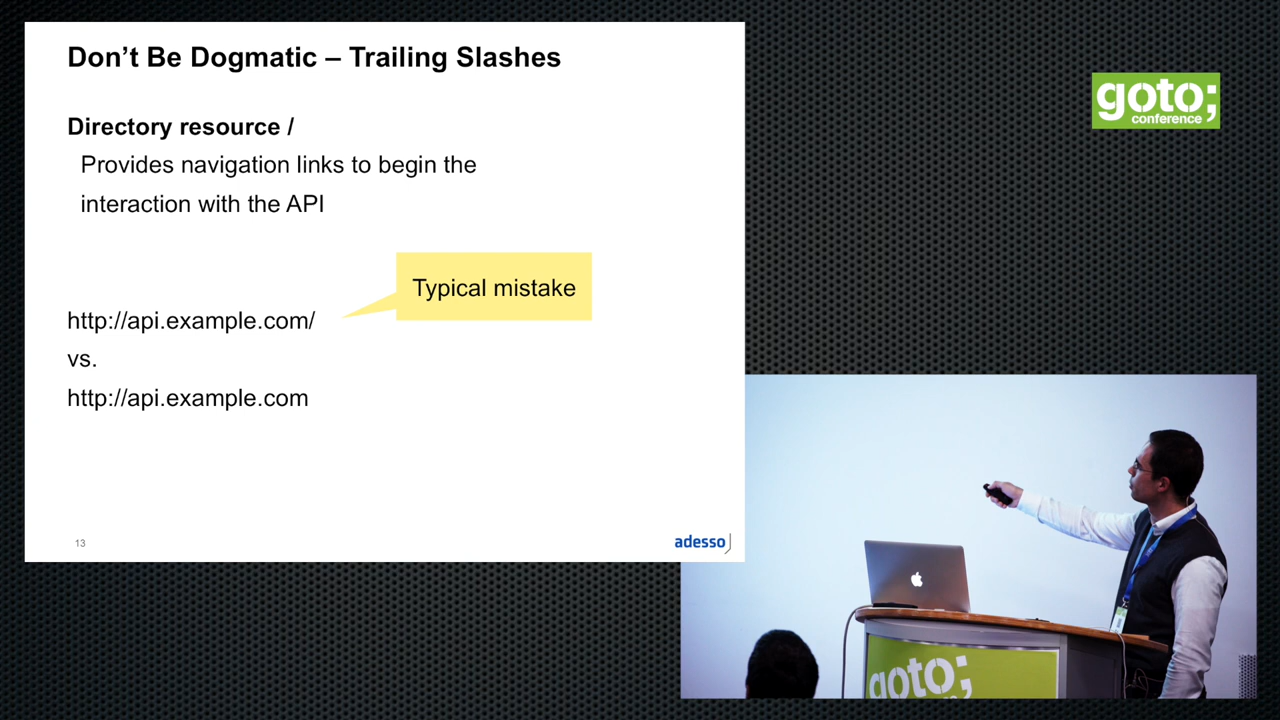 Don’t Be Dogmatic – Trailing Slashes
Directory resource /
Provides navigation links to begin the
interaction with the API
Typical mistake
http://api.example.com/
vs.
http://api.example.com
13
adesso
goto;
conference
goto;